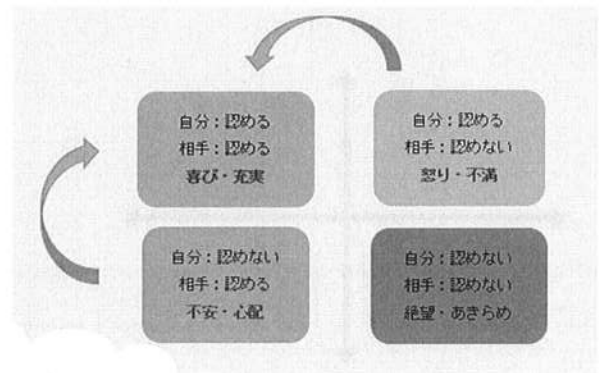 自分：認める
相手：認める
喜び・充実
自分：認める
相手：認めない
怒り・不満
自分：認めない
相手：認める
不安・心配
自分：認めない
相手：認めない
絶望・あきらめ